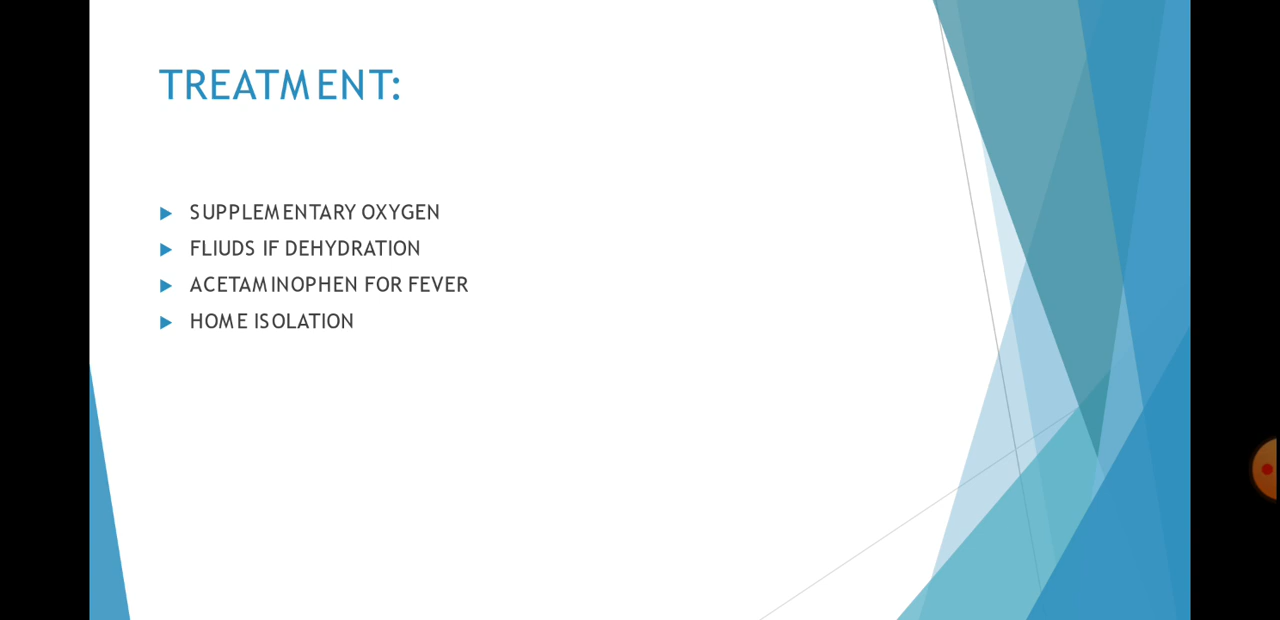 TREATMENT:
SUPPLEMENTARY OXYGEN
FLIUDS IF DEHYDRATION
ACETAMINOPHEN FOR FEVER
HOME ISOLATION